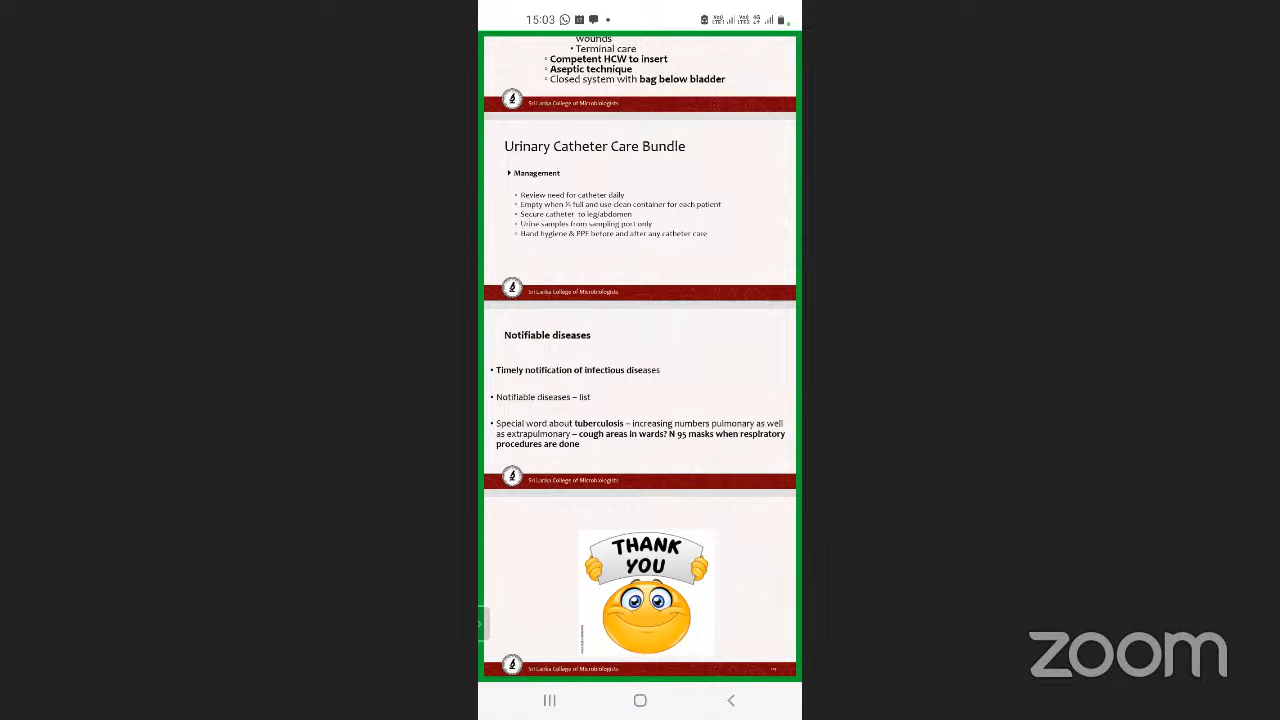 15:03
wounds
• Terminal care
◦ Competent HCW to insert
◦ Aseptic technique
◦ Closed system with bag below bladder
Sri Lanka College of Microbiologists
Urinary Catheter Care Bundle
Management
• Review need for catheter daily
• Empty when ¾ full and use clean container for each patient
• Secure catheter to leg/abdomen
• Urine samples from sampling port only
• Hand hygiene & PPE before and after any catheter care
Sri Lanka College of Microbiologists
Notifiable diseases
• Timely notification of infectious diseases
• Notifiable diseases – list
• Special word about tuberculosis – increasing numbers pulmonary as well
as extrapulmonary – cough areas in wards? N 95 masks when respiratory
procedures are done
Sri Lanka College of Microbiologists
THANK
YOU
Sri Lanka College of Microbiologists
zoom